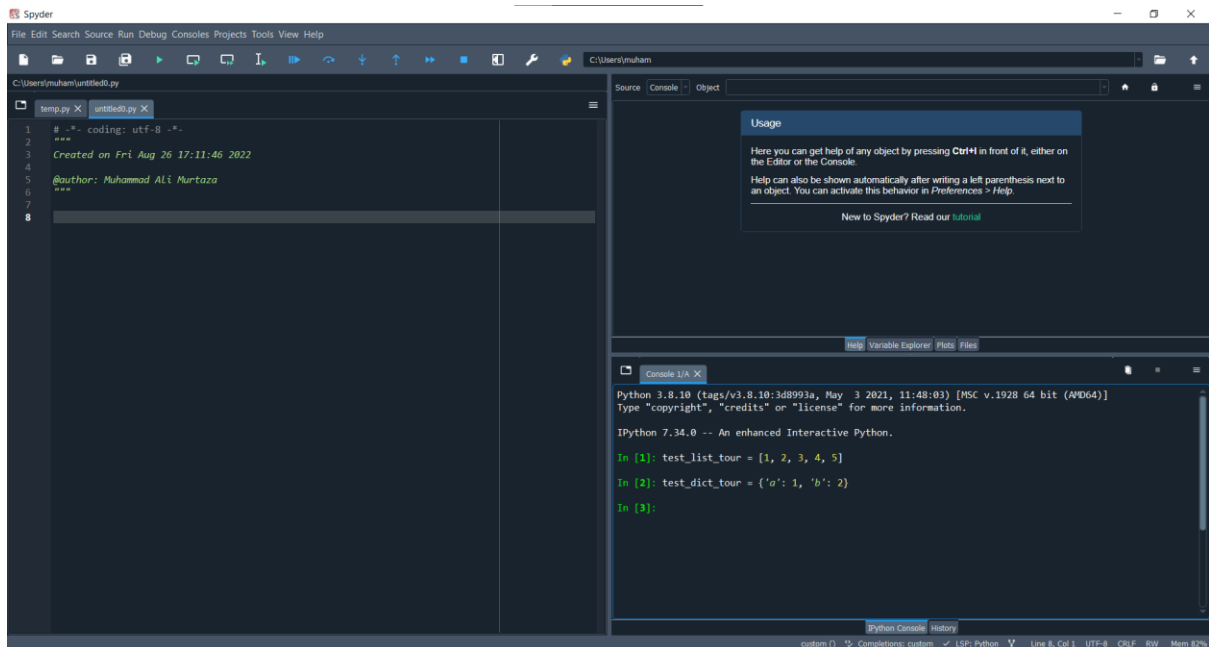 Spyder
File Edit Search Source Run Debug Consoles Projects Tools View Help
C:\Users\muham
C:\Users\muham\untitled0.py
temp.py X untitled0.py X
1 # -*- coding: utf-8 -*-
2 """
3 Created on Fri Aug 26 17:11:46 2022
4
5 @author: Muhammad Ali Murtaza
6 """
7
8
Source Console Object
Usage
Here you can get help of any object by pressing Ctrl+I in front of it, either on
the Editor or the Console.
Help can also be shown automatically after writing a left parenthesis next to
an object. You can activate this behavior in Preferences > Help.
New to Spyder? Read our tutorial
Help Variable Explorer Plots Files
Console 1/A X
Python 3.8.10 (tags/v3.8.10:3d8993a, May  3 2021, 11:48:03) [MSC v.1928 64 bit (AMD64)]
Type "copyright", "credits" or "license" for more information.
IPython 7.34.0 -- An enhanced Interactive Python.
In [1]: test_list_tour = [1, 2, 3, 4, 5]
In [2]: test_dict_tour = {'a': 1, 'b': 2}
In [3]:
IPython Console History
custom () Completions: custom ✓ LSP: Python Line 8, Col 1 UTF-8 CRLF RW Mem 82%